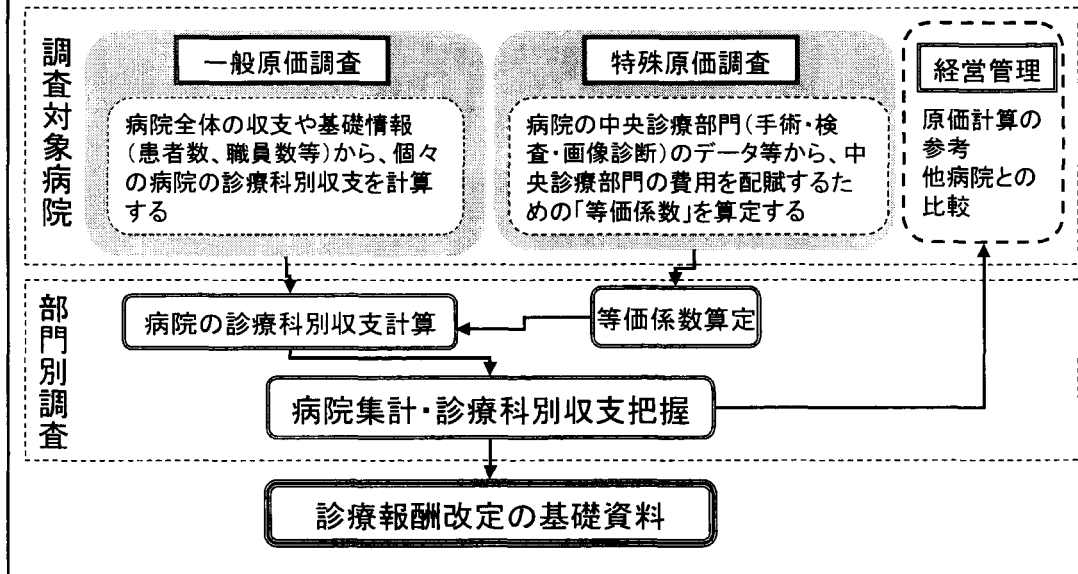 調査対象病院
一般原価調査
病院全体の収支や基礎情報
(患者数、職員数等)から、個々
の病院の診療科別収支を計算
する
特殊原価調査
病院の中央診療部門(手術・検
査・画像診断)のデータ等から、中
央診療部門の費用を配賦するた
めの「等価係数」を算定する
経営管理
原価計算の
参考
他病院との
比較
部門別調査
病院の診療科別収支計算
等価係数算定
病院集計・診療科別収支把握
診療報酬改定の基礎資料